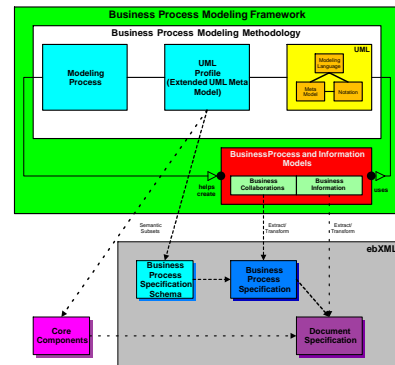 Business Process Modeling Framework
Business Process Modeling Methodology
Modeling
Process
UML
Profile
(Extended UML Meta
Model)
UML
Modeling
Language
Meta
Model
Notation
BusinessProcess and Information
Models
Business
Collaborations
Business
Information
helps
create
uses
Semantic
Subsets
Extract/
Transform
Extract/
Transform
ebXML
Business
Process
Specification
Schema
Business
Process
Specification
Core
Components
Document
Specification